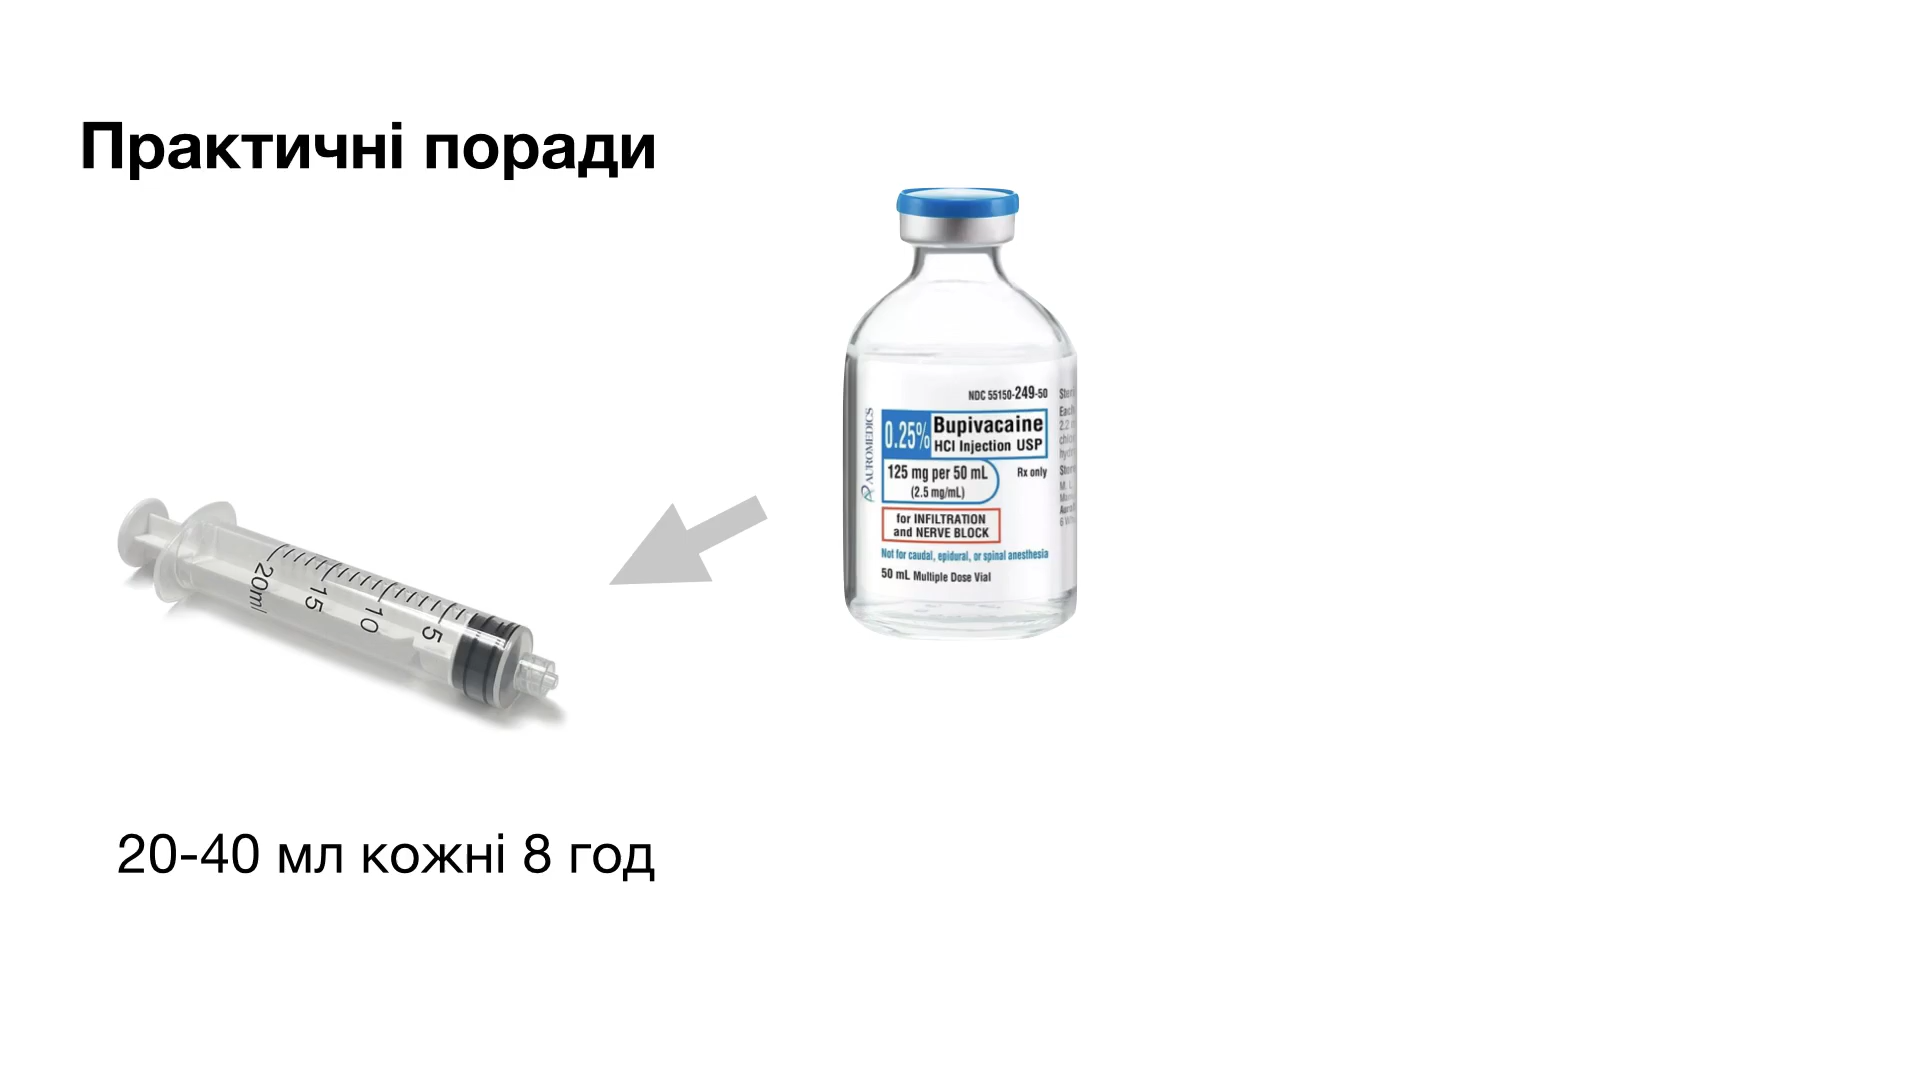 Практичні поради
NDC 55150-249-50
AUROMEDICS
0.25%
Bupivacaine
HCl Injection USP
125 mg per 50 mL
(2.5 mg/mL)
Rx only
for INFILTRATION
and NERVE BLOCK
Not for caudal, epidural, or spinal anesthesia
50 mL Multiple Dose Vial
20ml
15
10
5
20-40 мл кожні 8 год